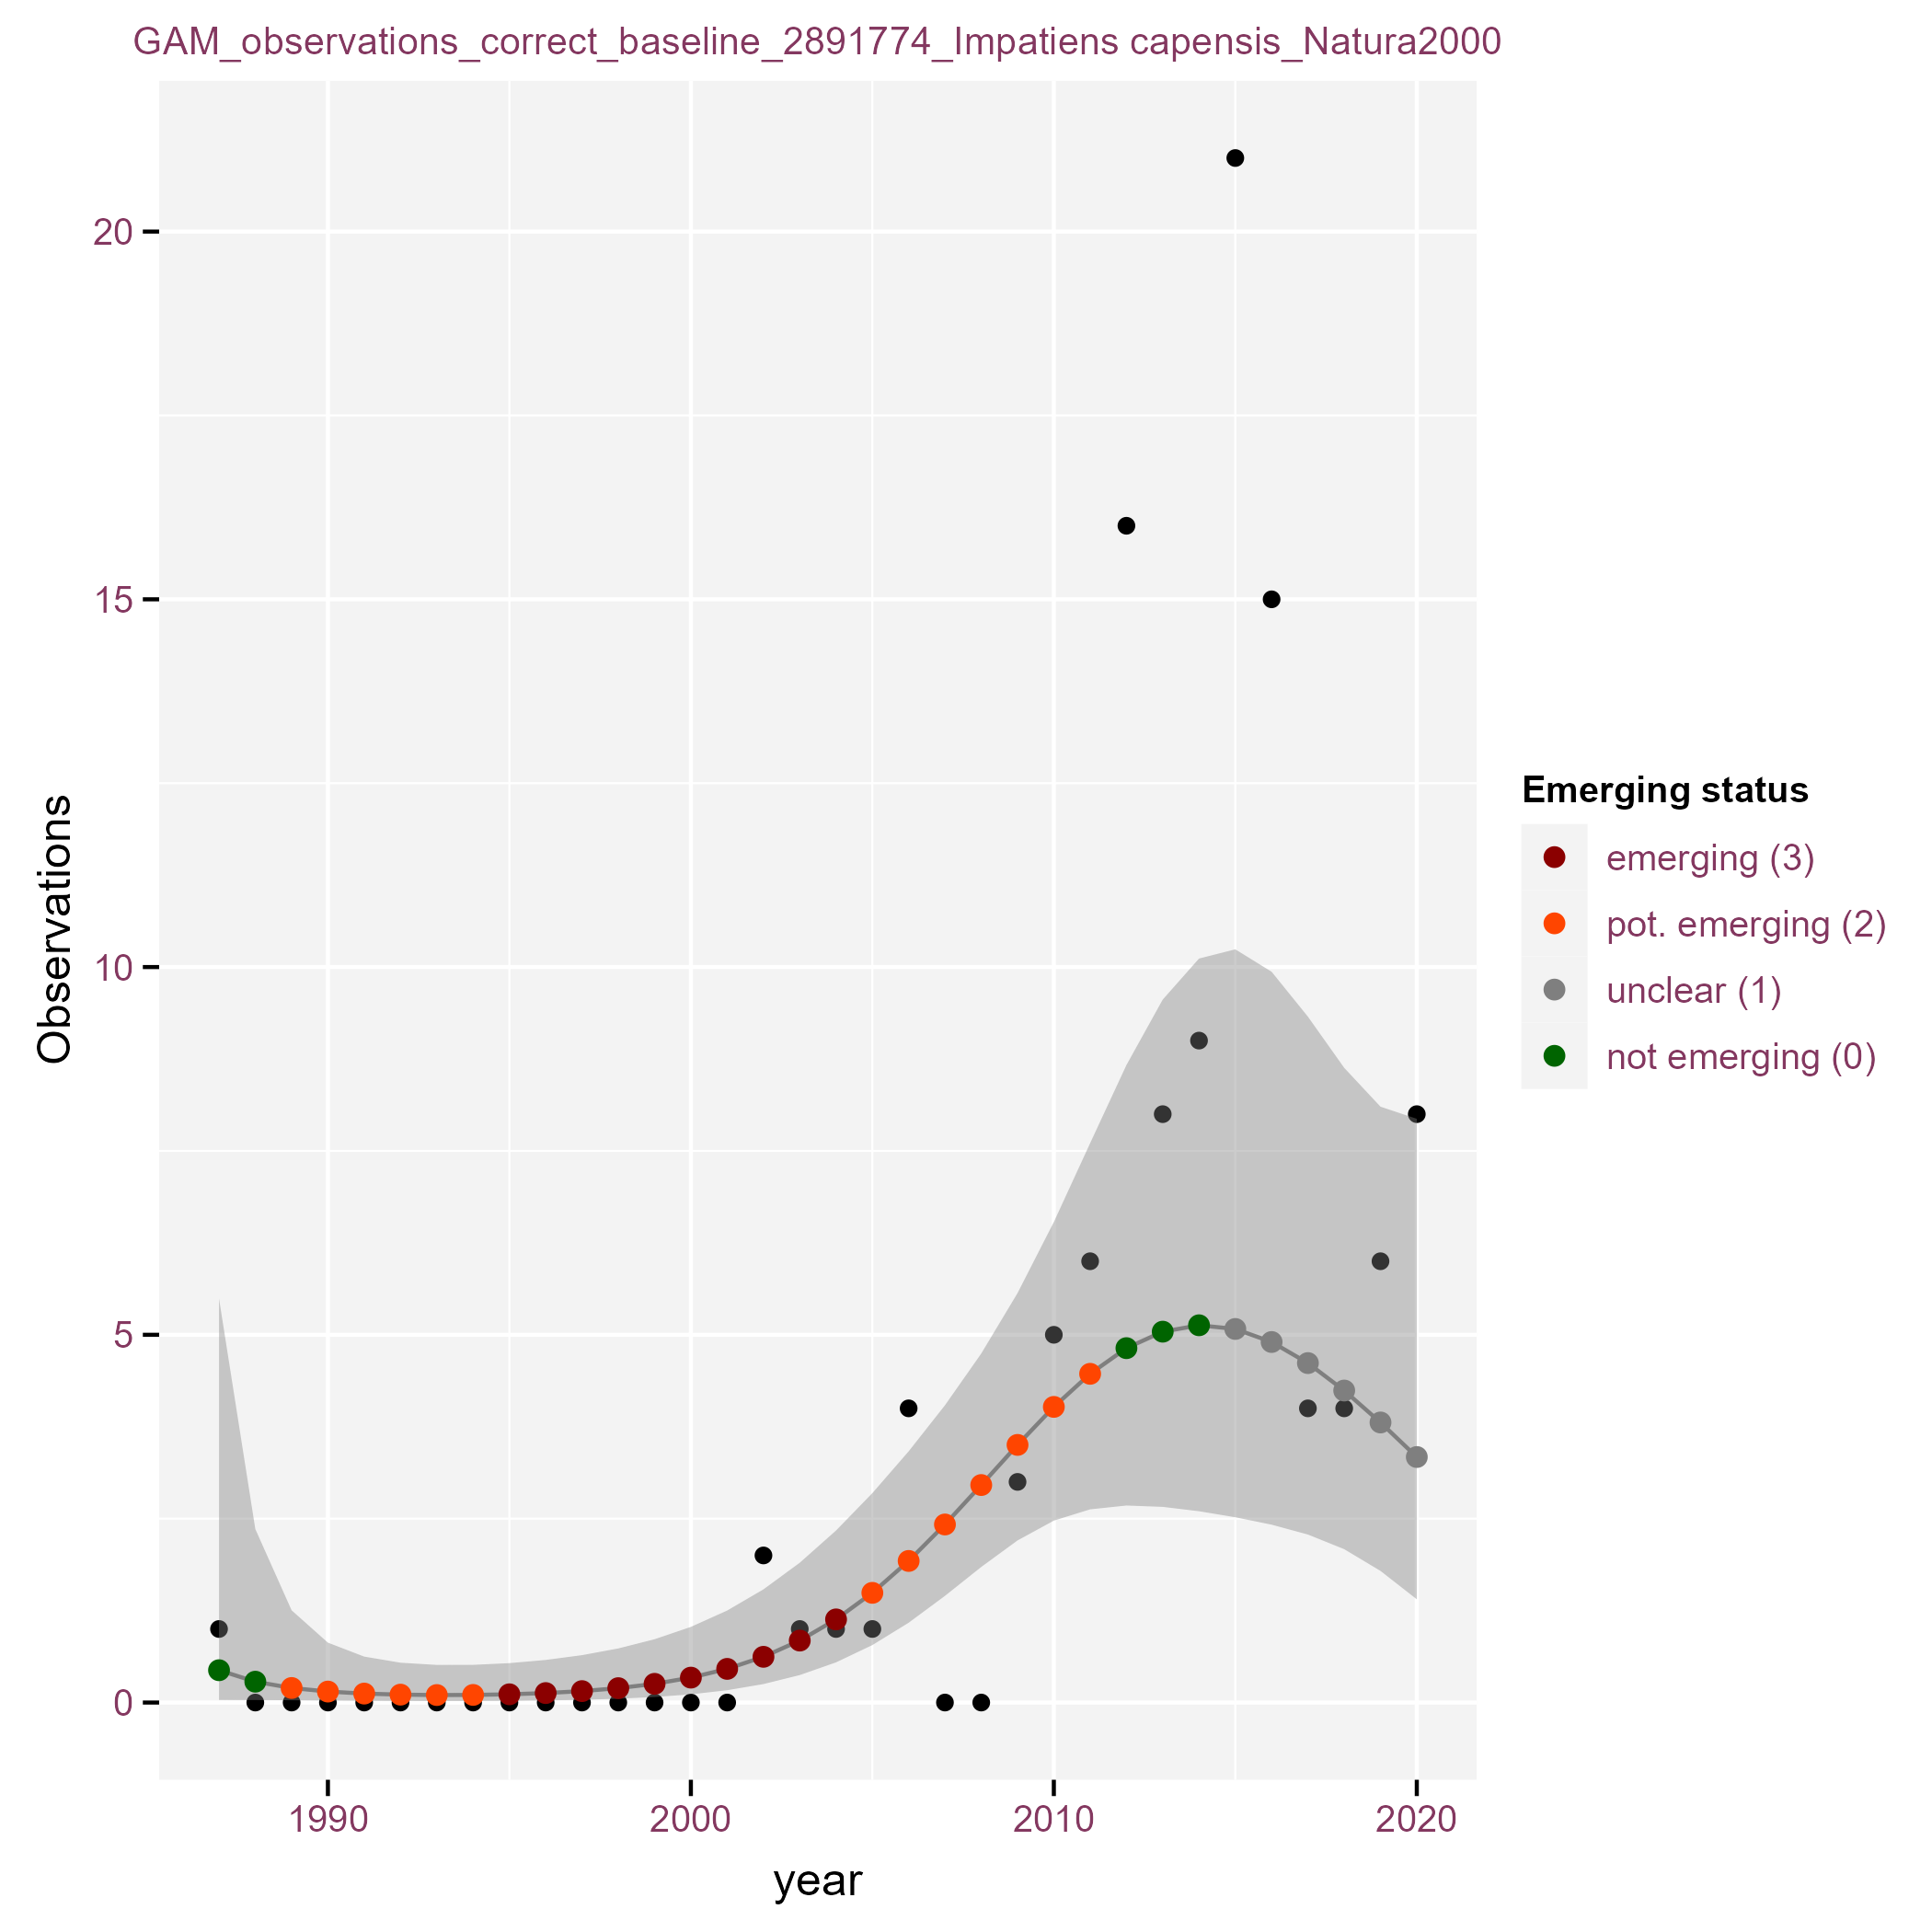 GAM_observations_correct_baseline_2891774_Impatiens capensis_Natura2000
20
15
10
5
0
Observations
1990
2000
2010
2020
year
Emerging status
emerging (3)
pot. emerging (2)
unclear (1)
not emerging (0)